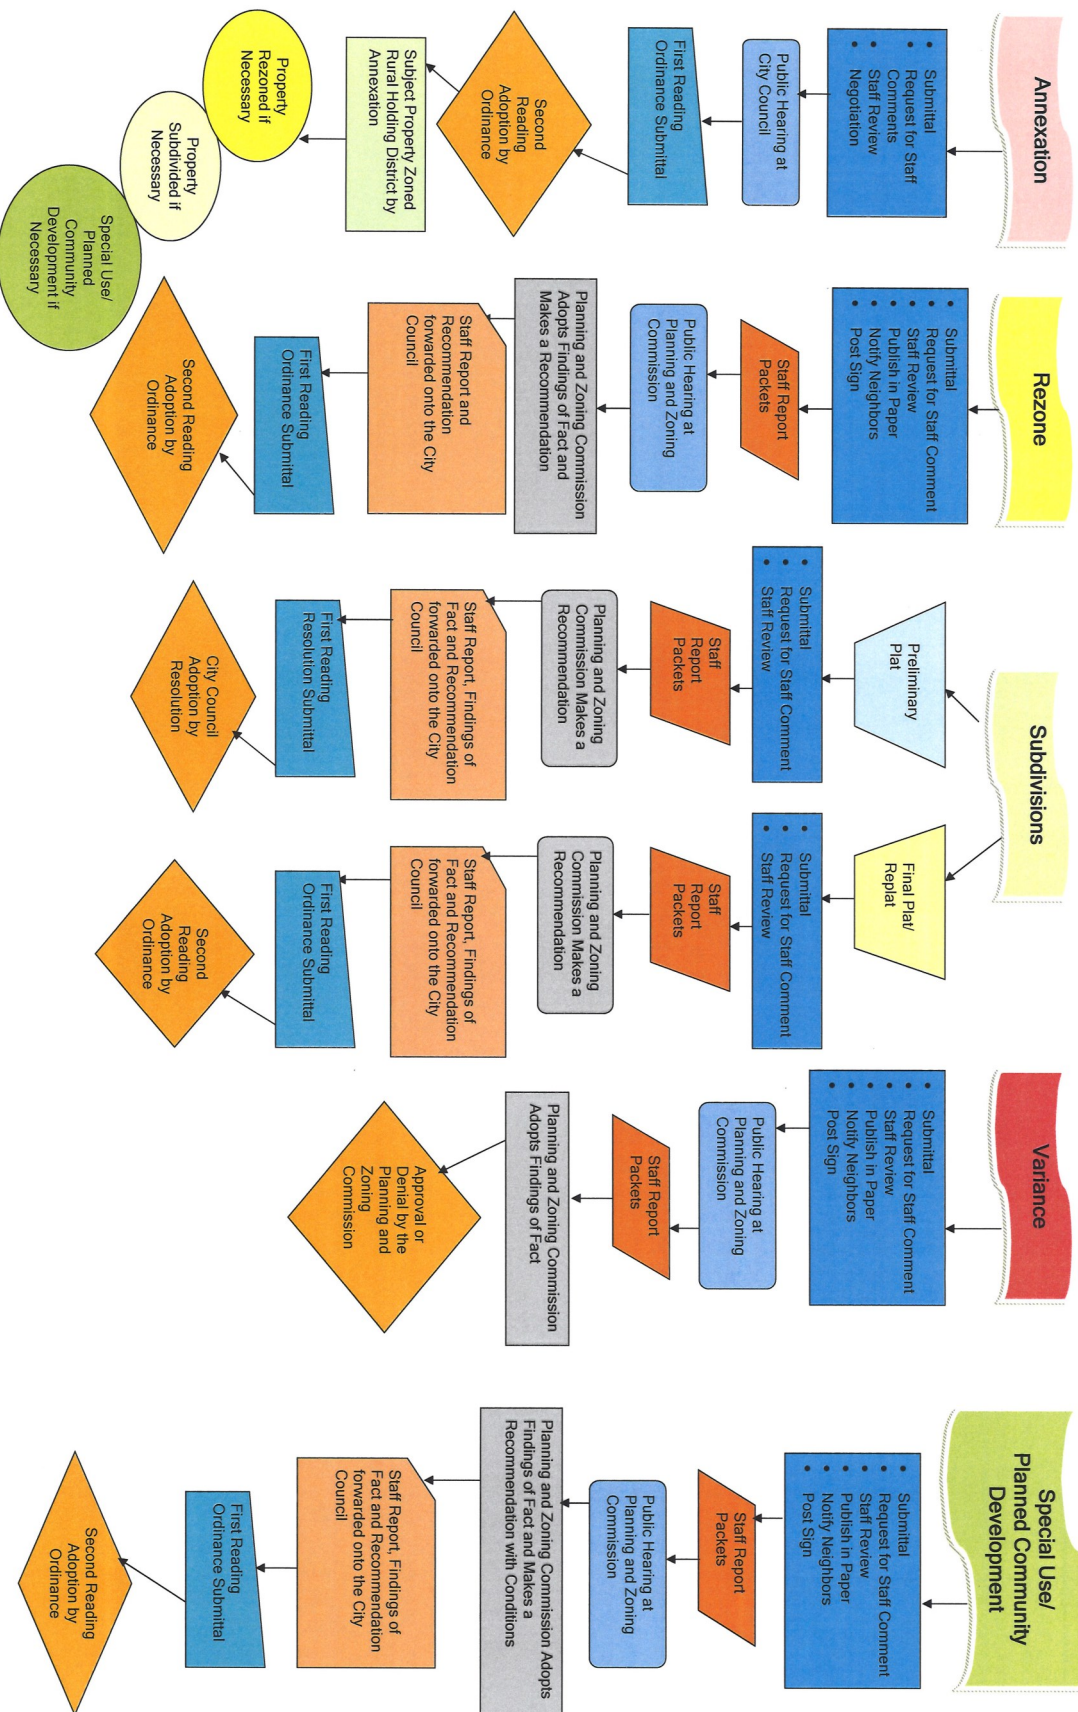 Annexation
Submittal
Request for Staff
Comments
Staff Review
Negotiation
Public Hearing at
City Council
First Reading
Ordinance Submittal
Second
Reading
Adoption by
Ordinance
Subject Property Zoned
Rural Holding District by
Annexation
Property
Rezoned if
Necessary
Property
Subdivided if
Necessary
Special Use/
Planned
Community
Development if
Necessary
Rezone
Submittal
Request for Staff Comment
Staff Review
Publish in Paper
Notify Neighbors
Post Sign
Staff Report
Packets
Public Hearing at
Planning and Zoning
Commission
Planning and Zoning Commission
Adopts Findings of Fact and
Makes a Recommendation
Staff Report and
Recommendation
forwarded onto the City
Council
First Reading
Ordinance Submittal
Second Reading
Adoption by
Ordinance
Subdivisions
Preliminary
Plat
Submittal
Request for Staff Comment
Staff Review
Staff
Report
Packets
Planning and Zoning
Commission Makes a
Recommendation
Staff Report, Findings of
Fact and Recommendation
forwarded onto the City
Council
First Reading
Resolution Submittal
City Council
Adoption by
Resolution
Final Plat/
Replat
Submittal
Request for Staff Comment
Staff Review
Staff
Report
Packets
Planning and Zoning
Commission Makes a
Recommendation
Staff Report, Findings of
Fact and Recommendation
forwarded onto the City
Council
First Reading
Ordinance Submittal
Second
Reading
Adoption by
Ordinance
Variance
Submittal
Request for Staff Comment
Staff Review
Publish in Paper
Notify Neighbors
Post Sign
Public Hearing at
Planning and Zoning
Commission
Staff Report
Packets
Planning and Zoning Commission
Adopts Findings of Fact
Approval or
Denial by the
Planning and
Zoning
Commission
Special Use/
Planned Community
Development
Submittal
Request for Staff Comment
Staff Review
Publish in Paper
Notify Neighbors
Post Sign
Staff Report
Packets
Public Hearing at
Planning and Zoning
Commission
Planning and Zoning Commission Adopts
Findings of Fact and Makes a
Recommendation with Conditions
Staff Report, Findings of
Fact and Recommendation
forwarded onto the City
Council
First Reading
Ordinance Submittal
Second Reading
Adoption by
Ordinance